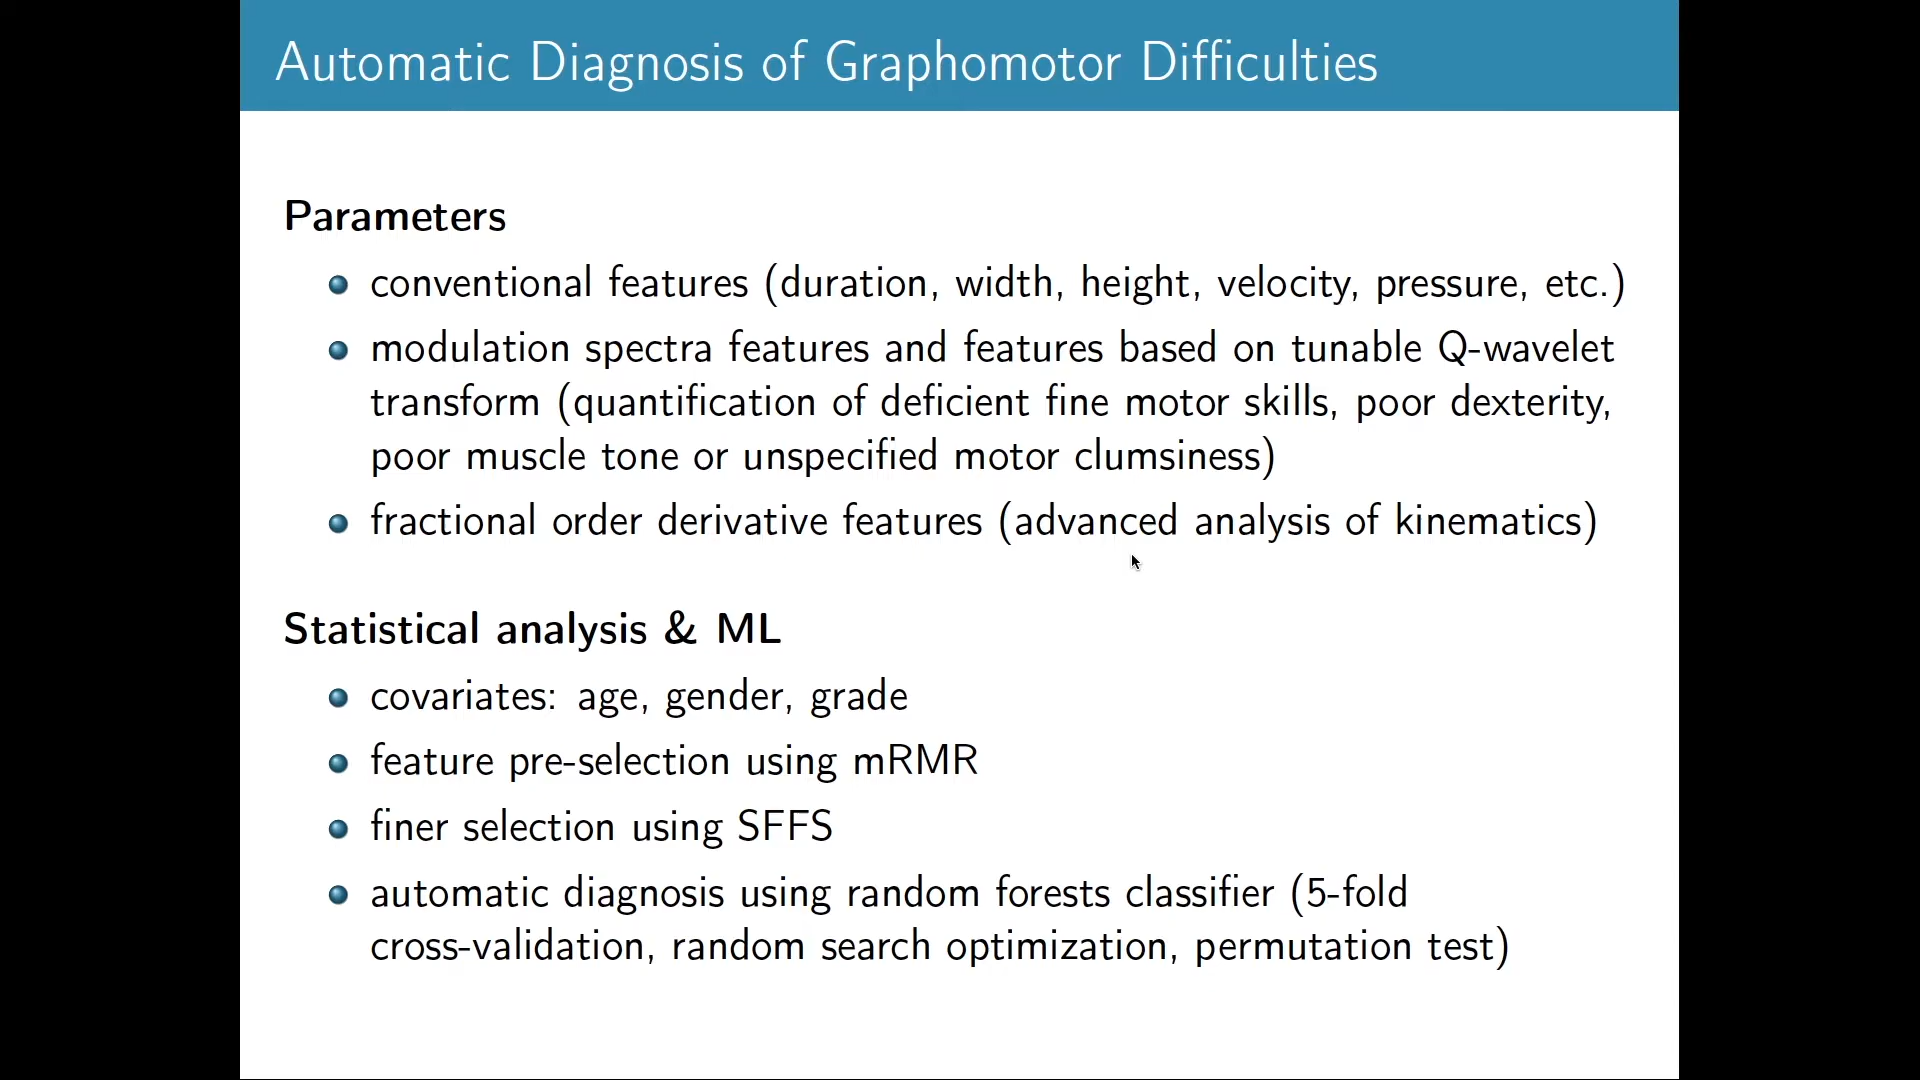 Automatic Diagnosis of Graphomotor Difficulties
Parameters
conventional features (duration, width, height, velocity, pressure, etc.)
modulation spectra features and features based on tunable Q-wavelet
transform (quantification of deficient fine motor skills, poor dexterity,
poor muscle tone or unspecified motor clumsiness)
fractional order derivative features (advanced analysis of kinematics)
Statistical analysis & ML
covariates: age, gender, grade
feature pre-selection using mRMR
finer selection using SFFS
automatic diagnosis using random forests classifier (5-fold
cross-validation, random search optimization, permutation test)